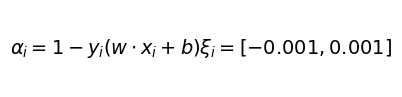 αᵢ = 1 − yᵢ(w · xᵢ + b)ξᵢ = [−0.001, 0.001]